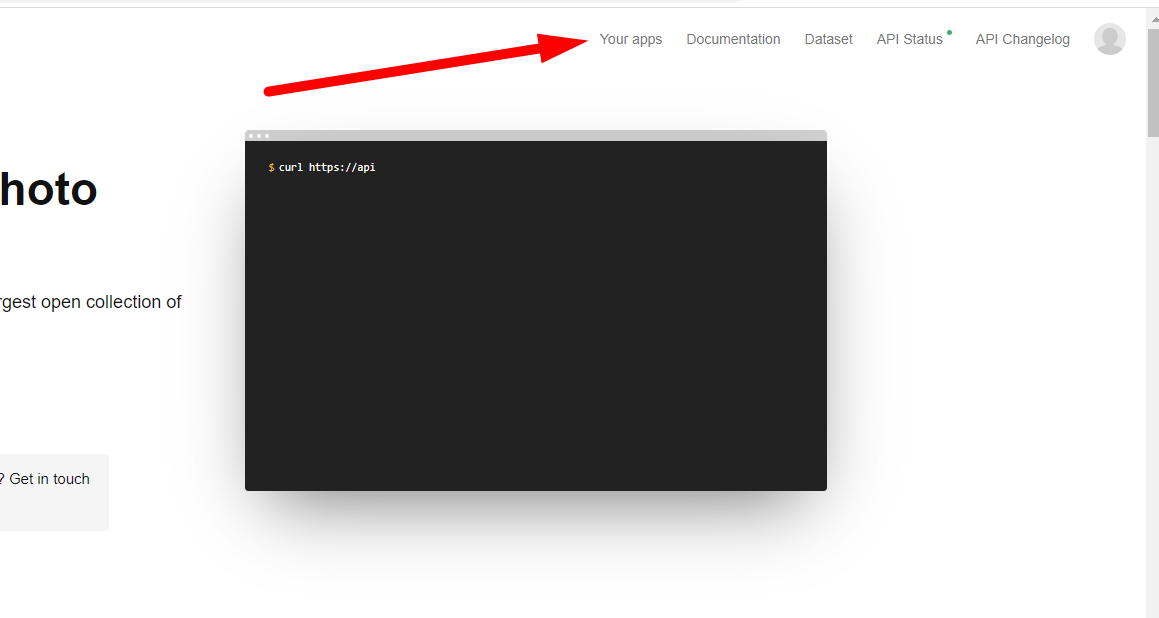 Your apps Documentation Dataset API Status API Changelog
$ curl https://api
hoto
rgest open collection of
? Get in touch